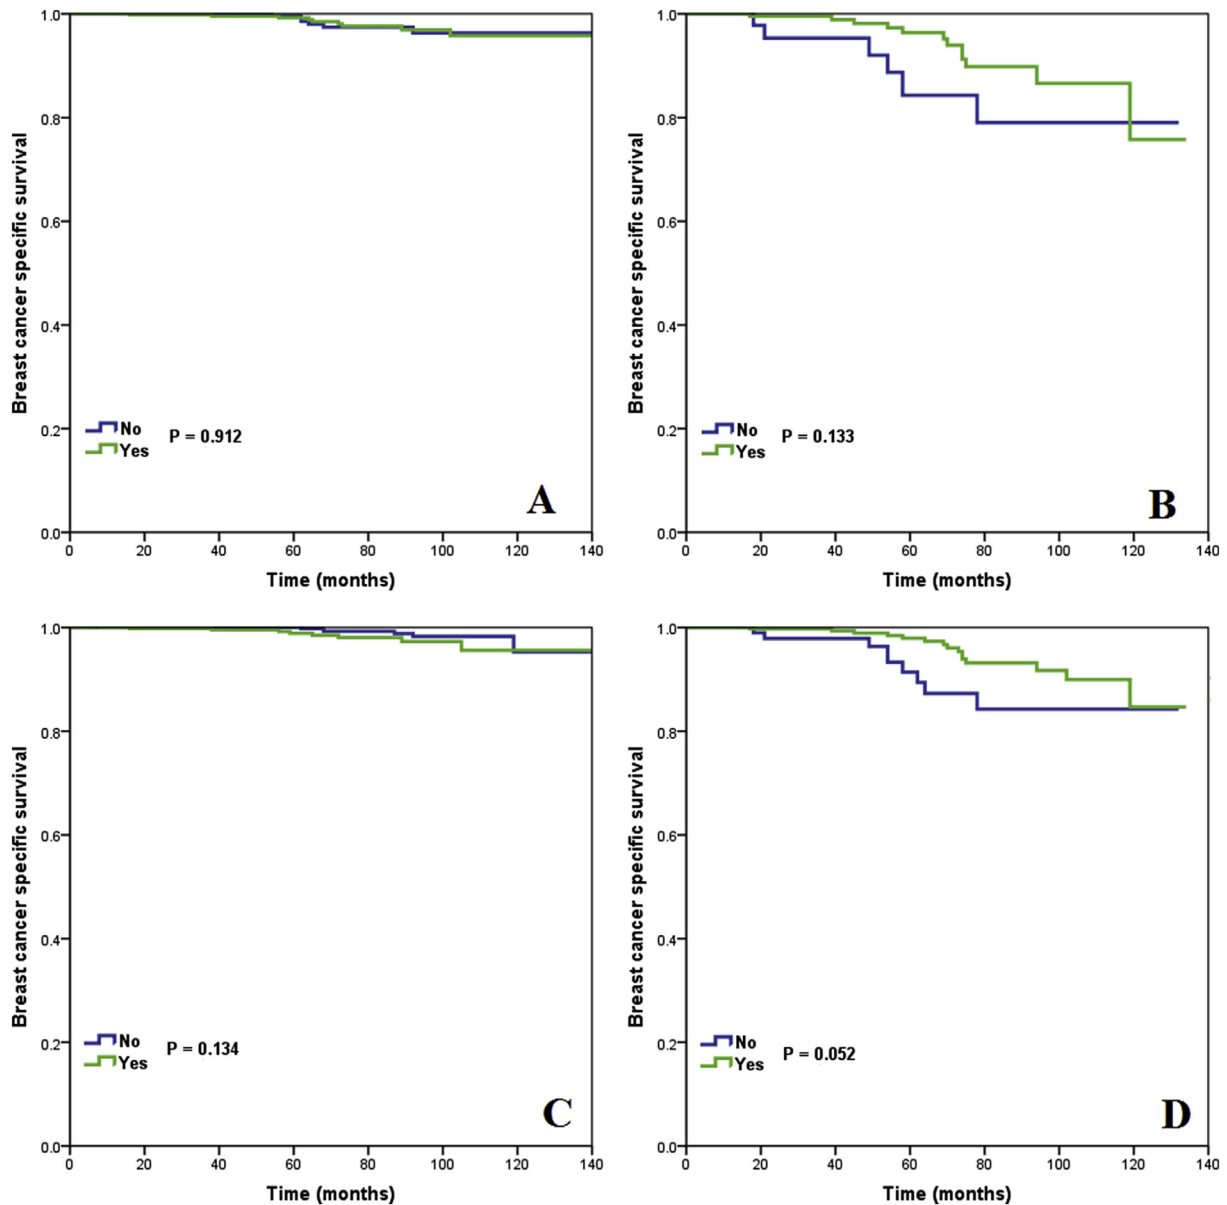 Breast cancer specific survival
1.0
0.8
0.6
0.4
0.2
0.0
No
Yes
P = 0.912
A
0 20 40 60 80 100 120 140
Time (months)
Breast cancer specific survival
1.0
0.8
0.6
0.4
0.2
0.0
No
Yes
P = 0.133
B
0 20 40 60 80 100 120 140
Time (months)
Breast cancer specific survival
1.0
0.8
0.6
0.4
0.2
0.0
No
Yes
P = 0.134
C
0 20 40 60 80 100 120 140
Time (months)
Breast cancer specific survival
1.0
0.8
0.6
0.4
0.2
0.0
No
Yes
P = 0.052
D
0 20 40 60 80 100 120 140
Time (months)